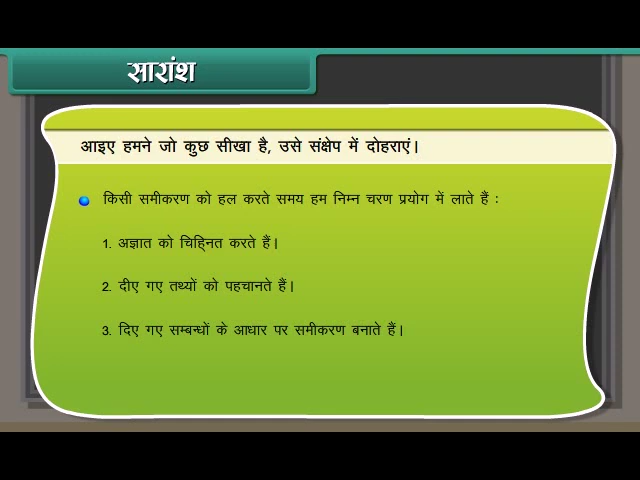 सारांश
आइए हमने जो कुछ सीखा है, उसे संक्षेप में दोहराएं।
किसी समीकरण को हल करते समय हम निम्न चरण प्रयोग में लाते हैं :
1. अज्ञात को चिह्नित करते हैं।
2. दीए गए तथ्यों को पहचानते हैं।
3. दिए गए सम्बन्धों के आधार पर समीकरण बनाते हैं।